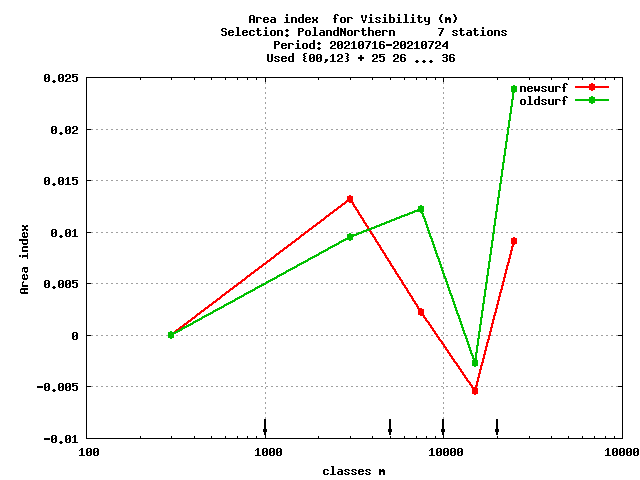 Area index  for Visibility (m)
Selection: PolandNorthern      7 stations
Period: 20210716-20210724
Used {00,12} + 25 26 ... 36
0.025
0.02
0.015
0.01
0.005
0
-0.005
-0.01
Area index
newsurf
oldsurf
100
1000
10000
10000
classes m